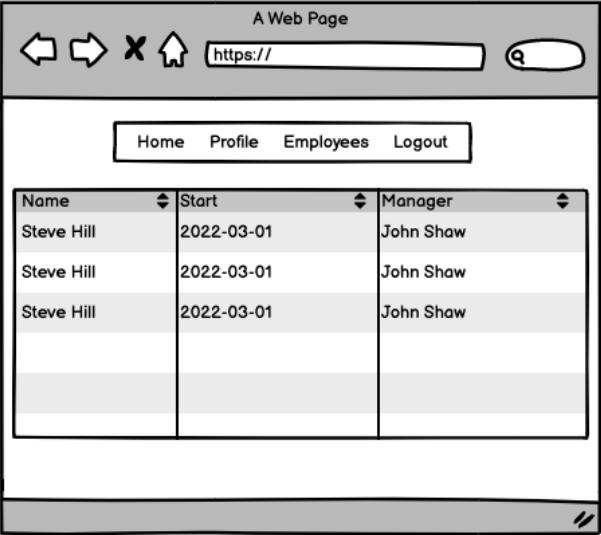 A Web Page
https://
Home Profile Employees Logout
Name Start Manager
Steve Hill 2022-03-01 John Shaw
Steve Hill 2022-03-01 John Shaw
Steve Hill 2022-03-01 John Shaw